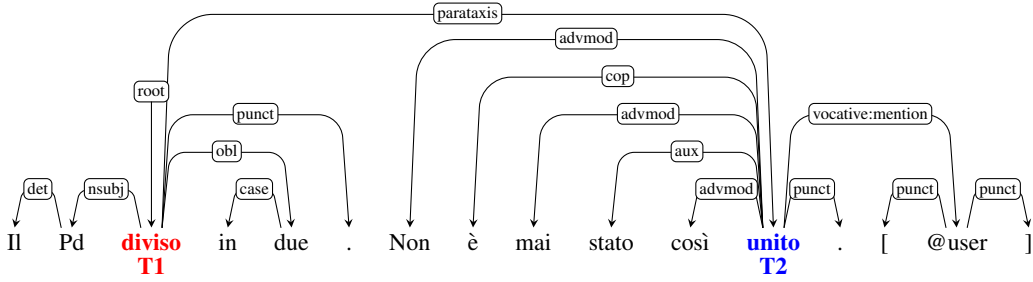 parataxis
advmod
cop
root
punct
advmod
vocative:mention
obl
aux
det nsubj case advmod punct punct punct
Il Pd diviso in due . Non è mai stato così unito . [ @user ]
T1 T2